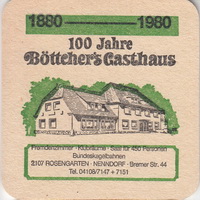 1880 1980
100 Jahre
Böttcher's Gasthaus
Fremdenzimmer · Klubräume · Saal für 450 Personen
Bundeskegelbahnen
2107 ROSENGARTEN - NENNDORF · Bremer Str. 44
Tel. 04108/7147 + 7151